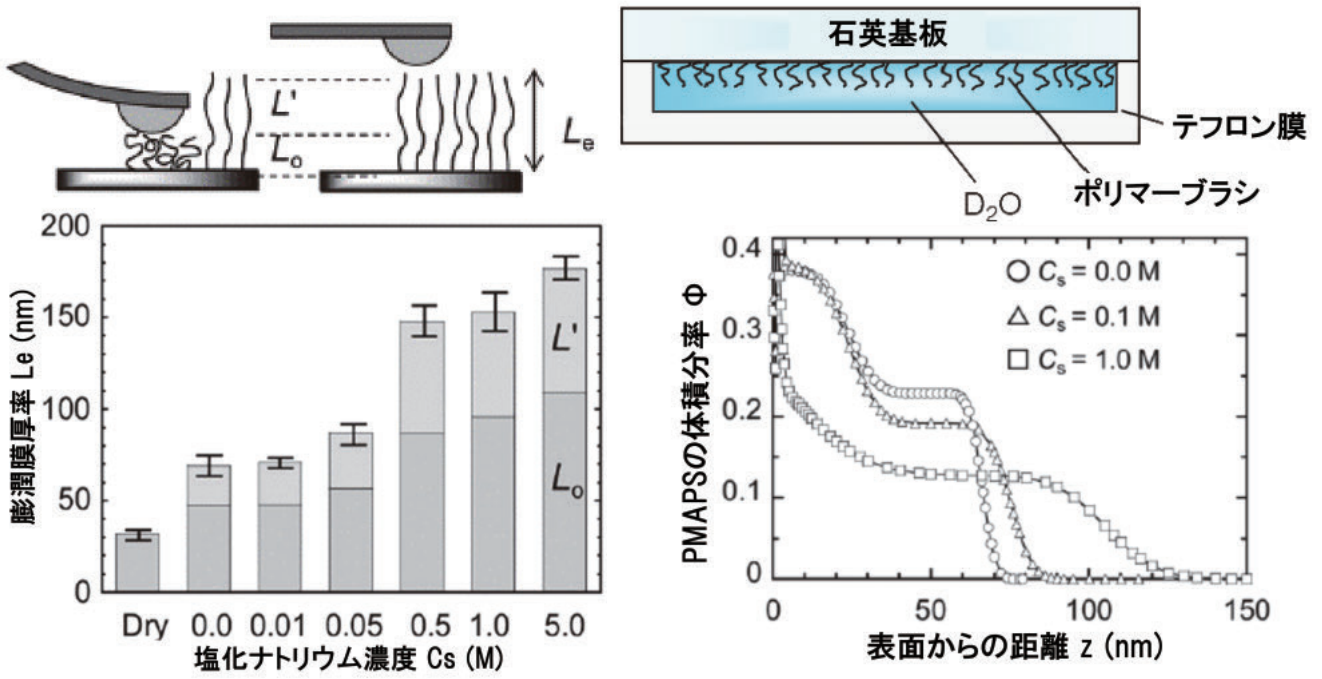 L'
Lo
Le
石英基板
テフロン膜
ポリマーブラシ
D2O
膨潤膜厚率 Le (nm)
200
150
100
50
0
L'
Lo
Dry 0.0 0.01 0.05 0.5 1.0 5.0
塩化ナトリウム濃度 Cs (M)
PMAPSの体積分率 Φ
0.4
0.3
0.2
0.1
0
○ Cs = 0.0 M
△ Cs = 0.1 M
□ Cs = 1.0 M
0 50 100 150
表面からの距離 z (nm)